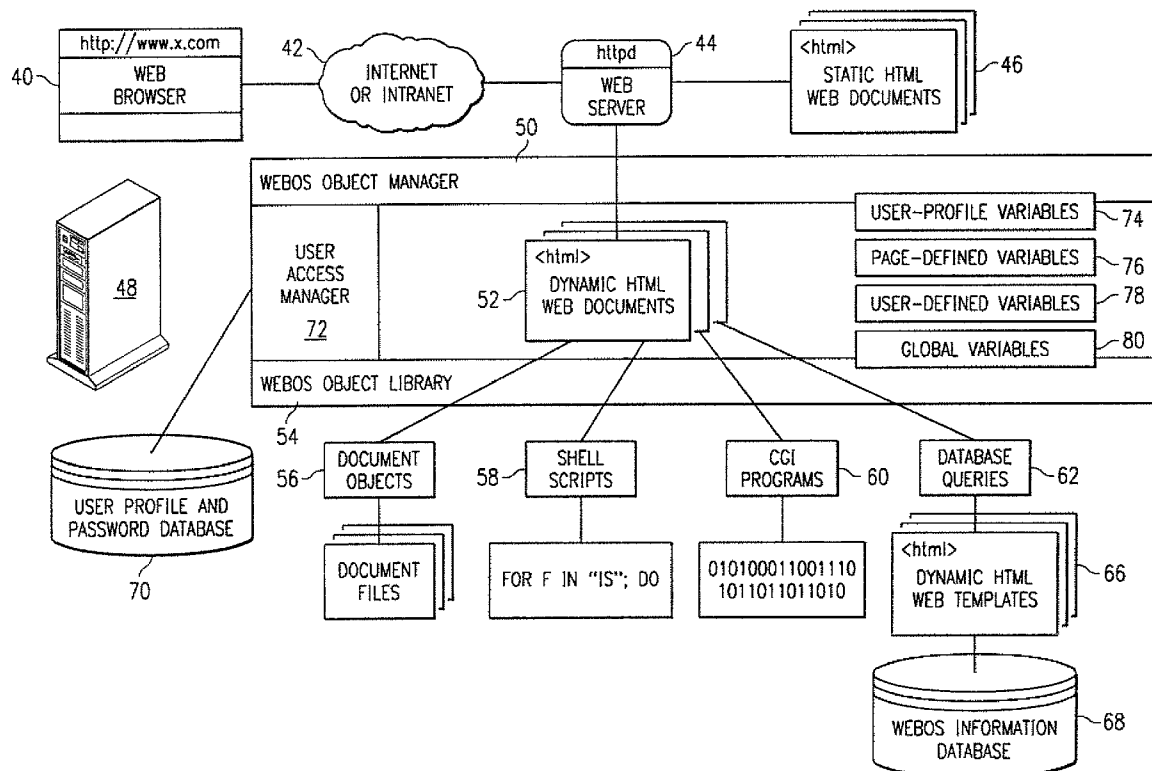 http://www.x.com
40
WEB
BROWSER
42
INTERNET
OR INTRANET
httpd
WEB
SERVER
44
<html>
STATIC HTML
WEB DOCUMENTS
46
50
WEBOS OBJECT MANAGER
48
USER
ACCESS
MANAGER
72
<html>
DYNAMIC HTML
WEB DOCUMENTS
52
USER-PROFILE VARIABLES
74
PAGE-DEFINED VARIABLES
76
USER-DEFINED VARIABLES
78
GLOBAL VARIABLES
80
WEBOS OBJECT LIBRARY
54
USER PROFILE AND
PASSWORD DATABASE
70
56
DOCUMENT
OBJECTS
58
SHELL
SCRIPTS
CGI
PROGRAMS
60
DATABASE
QUERIES
62
DOCUMENT
FILES
FOR F IN "IS"; DO
010100011001110
1011011011010
<html>
DYNAMIC HTML
WEB TEMPLATES
66
WEBOS INFORMATION
DATABASE
68